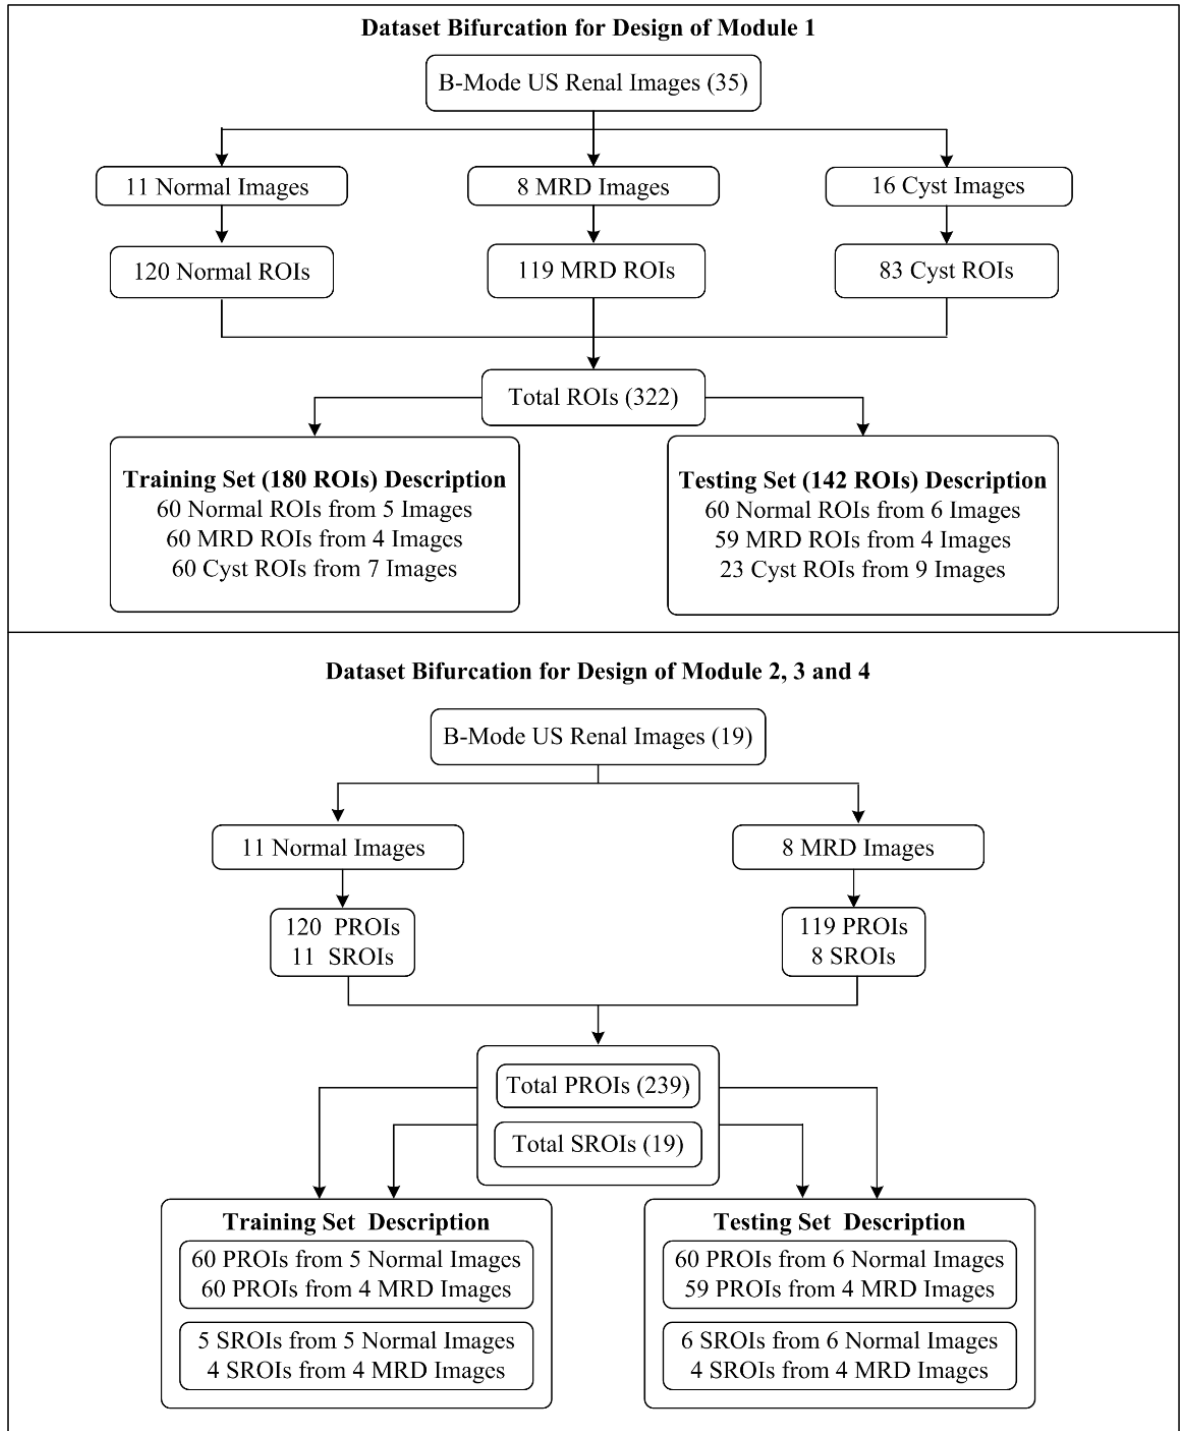 Dataset Bifurcation for Design of Module 1
B-Mode US Renal Images (35)
11 Normal Images
8 MRD Images
16 Cyst Images
120 Normal ROIs
119 MRD ROIs
83 Cyst ROIs
Total ROIs (322)
Training Set (180 ROIs) Description
60 Normal ROIs from 5 Images
60 MRD ROIs from 4 Images
60 Cyst ROIs from 7 Images
Testing Set (142 ROIs) Description
60 Normal ROIs from 6 Images
59 MRD ROIs from 4 Images
23 Cyst ROIs from 9 Images
Dataset Bifurcation for Design of Module 2, 3 and 4
B-Mode US Renal Images (19)
11 Normal Images
8 MRD Images
120 PROIs
11 SROIs
119 PROIs
8 SROIs
Total PROIs (239)
Total SROIs (19)
Training Set Description
60 PROIs from 5 Normal Images
60 PROIs from 4 MRD Images
5 SROIs from 5 Normal Images
4 SROIs from 4 MRD Images
Testing Set Description
60 PROIs from 6 Normal Images
59 PROIs from 4 MRD Images
6 SROIs from 6 Normal Images
4 SROIs from 4 MRD Images